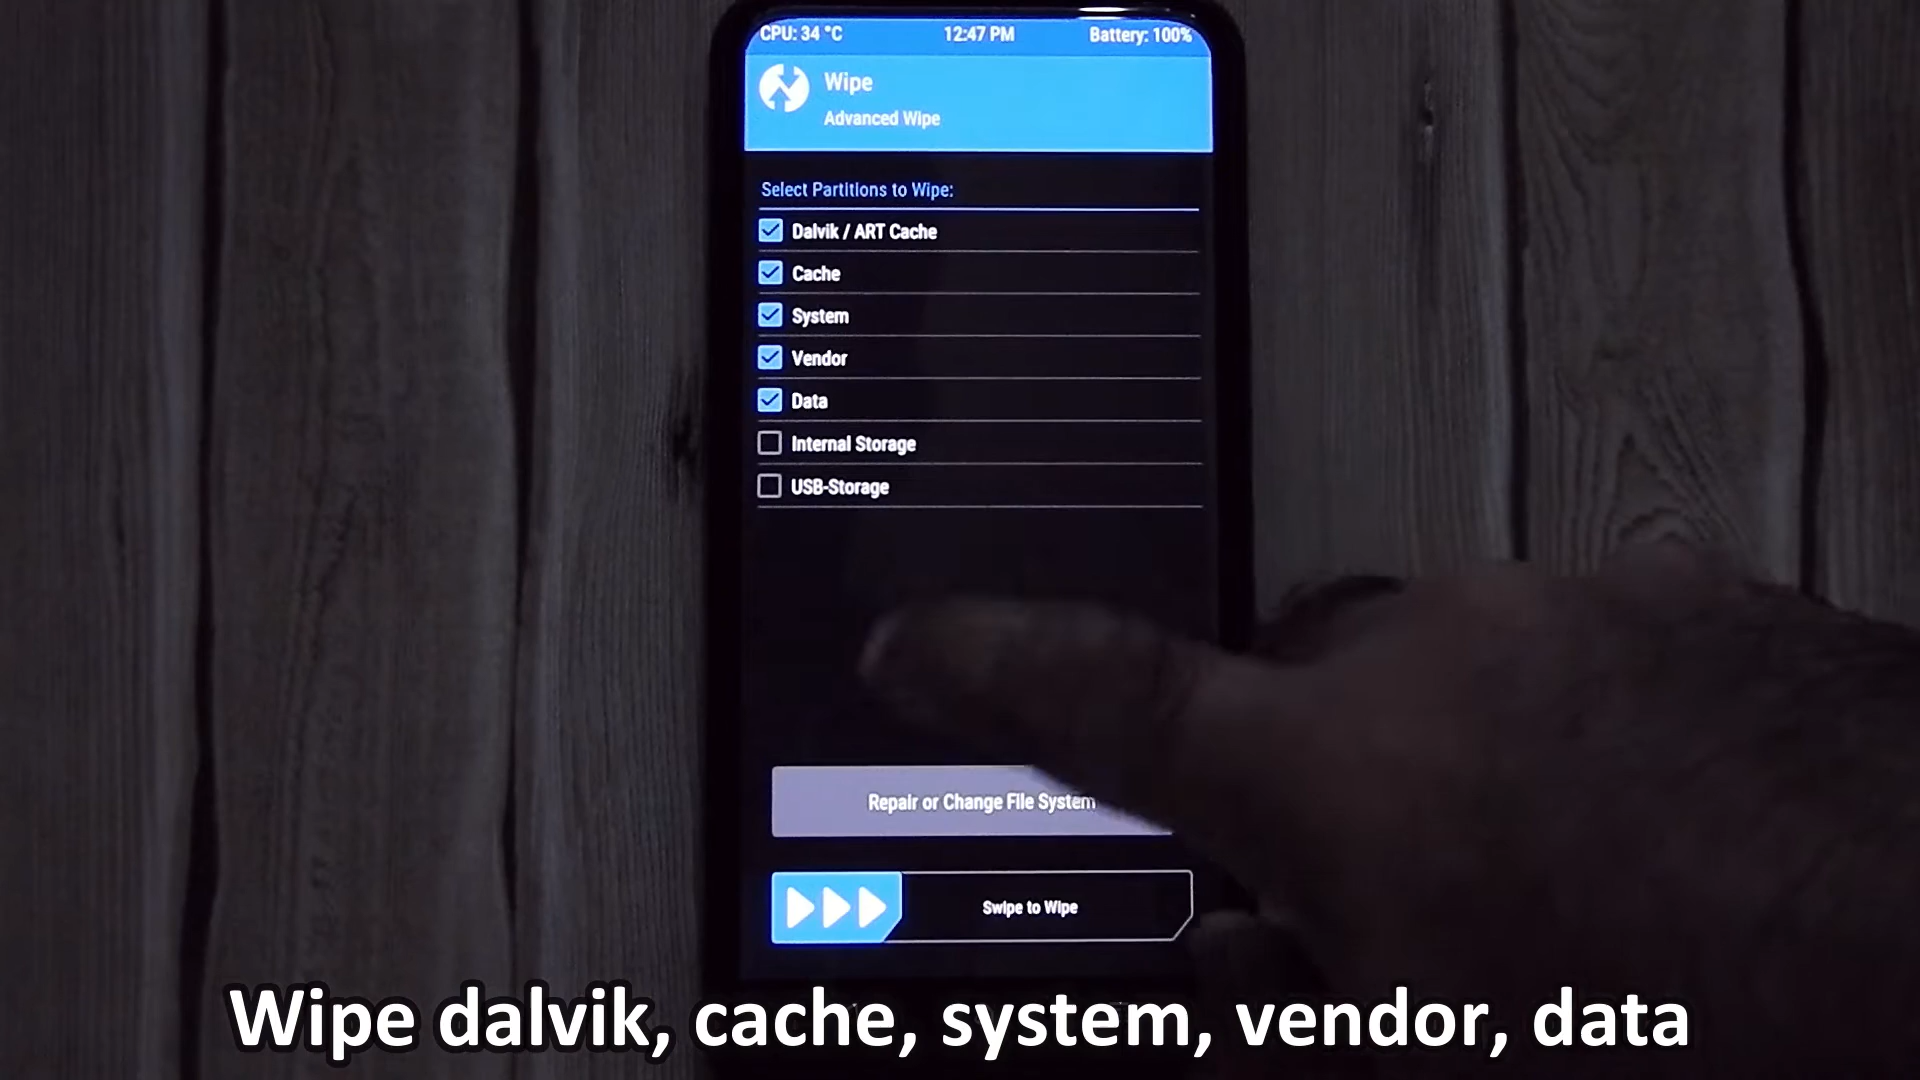 CPU: 34 °C 12:47 PM Battery: 100%
Wipe
Advanced Wipe
Select Partitions to Wipe:
Dalvik / ART Cache
Cache
System
Vendor
Data
Internal Storage
USB-Storage
Repair or Change File System
Swipe to Wipe
Wipe dalvik, cache, system, vendor, data